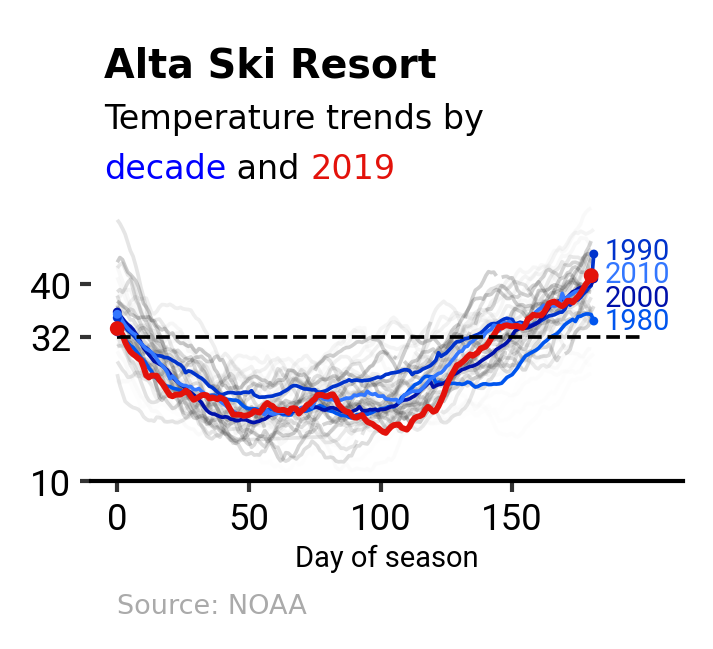 Alta Ski Resort
Temperature trends by
decade and 2019
1990
40
2010
2000
1980
32
10
0 50 100 150
Day of season
Source: NOAA